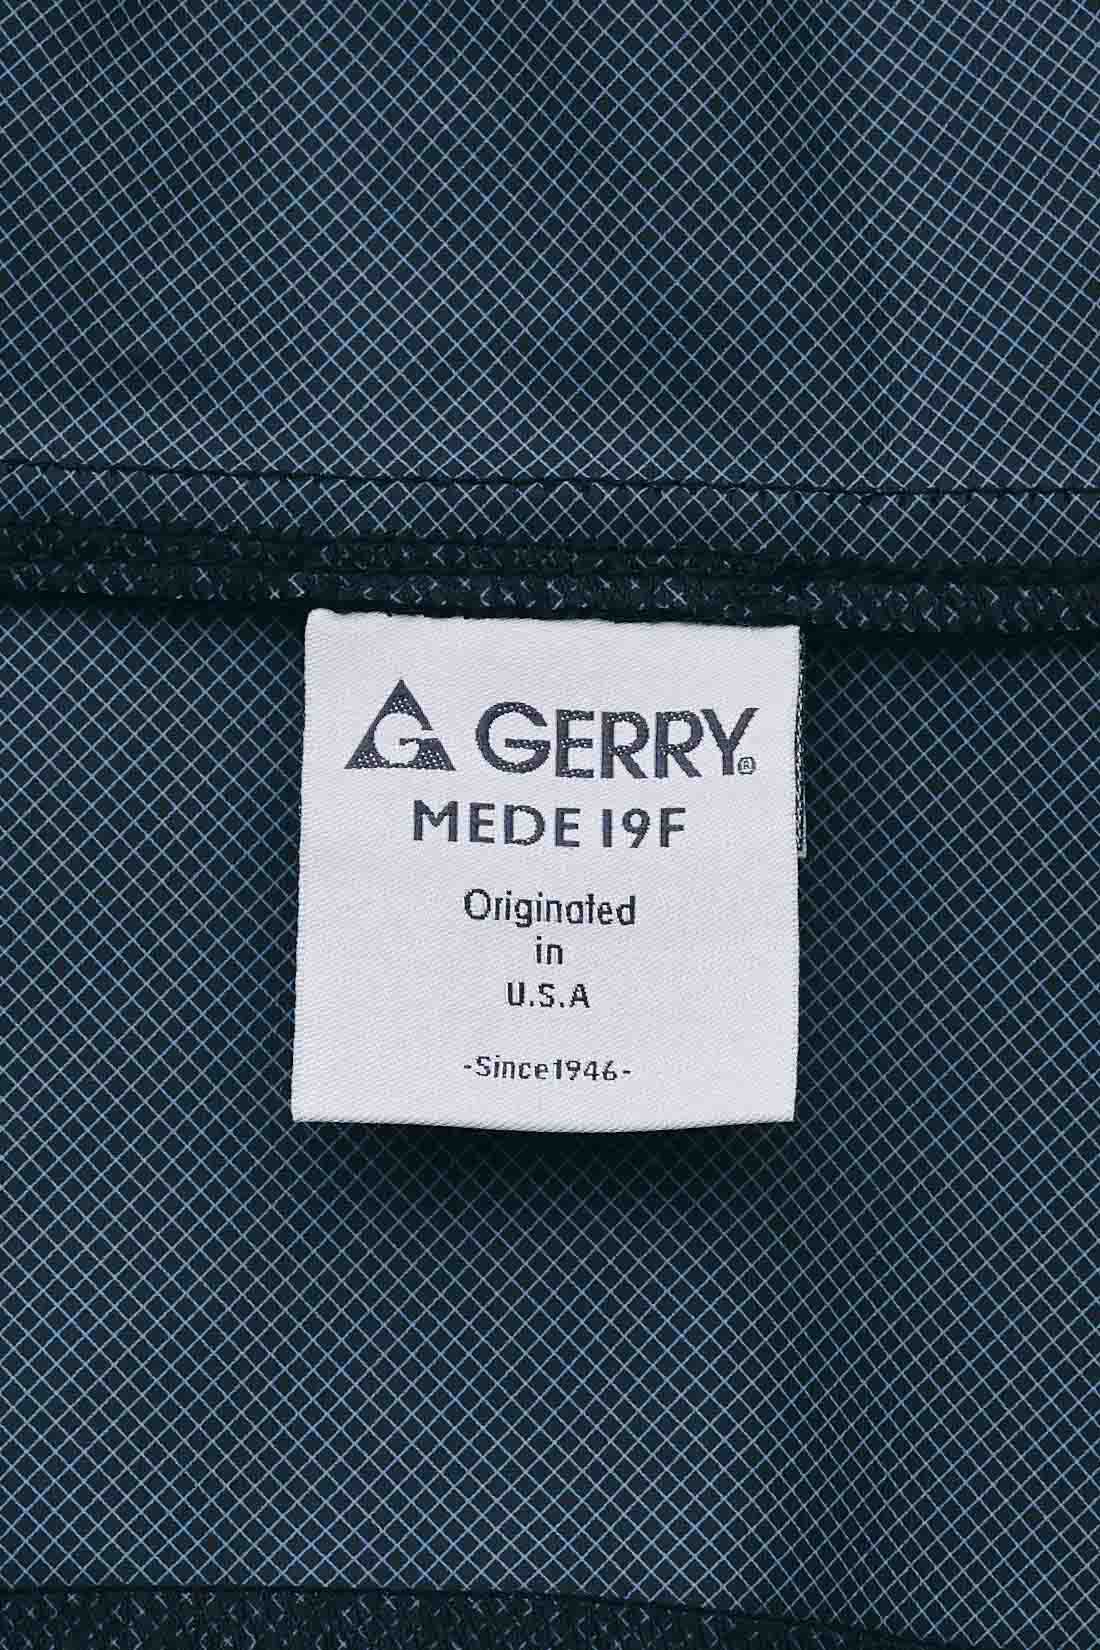 G GERRY®
MEDE 19F
Originated
in
U.S.A
-Since1946-